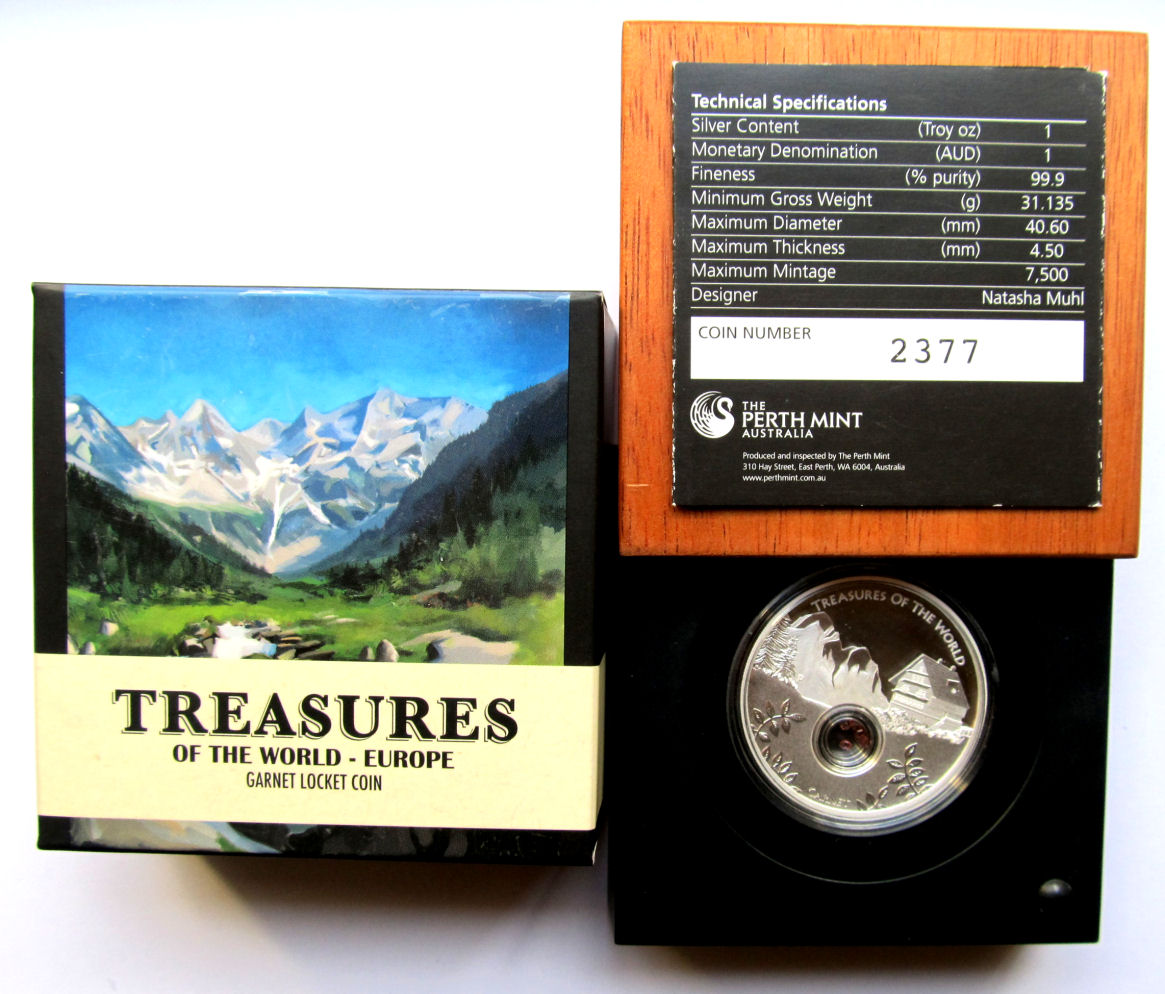 TREASURES
OF THE WORLD - EUROPE
GARNET LOCKET COIN
Technical Specifications
Silver Content (Troy oz) 1
Monetary Denomination (AUD) 1
Fineness (% purity) 99.9
Minimum Gross Weight (g) 31.135
Maximum Diameter (mm) 40.60
Maximum Thickness (mm) 4.50
Maximum Mintage 7,500
Designer Natasha Muhl
COIN NUMBER 2377
THE
PERTH MINT
AUSTRALIA
Produced and inspected by The Perth Mint
310 Hay Street, East Perth, WA 6004, Australia
www.perthmint.com.au
TREASURES OF THE WORLD
GARNET